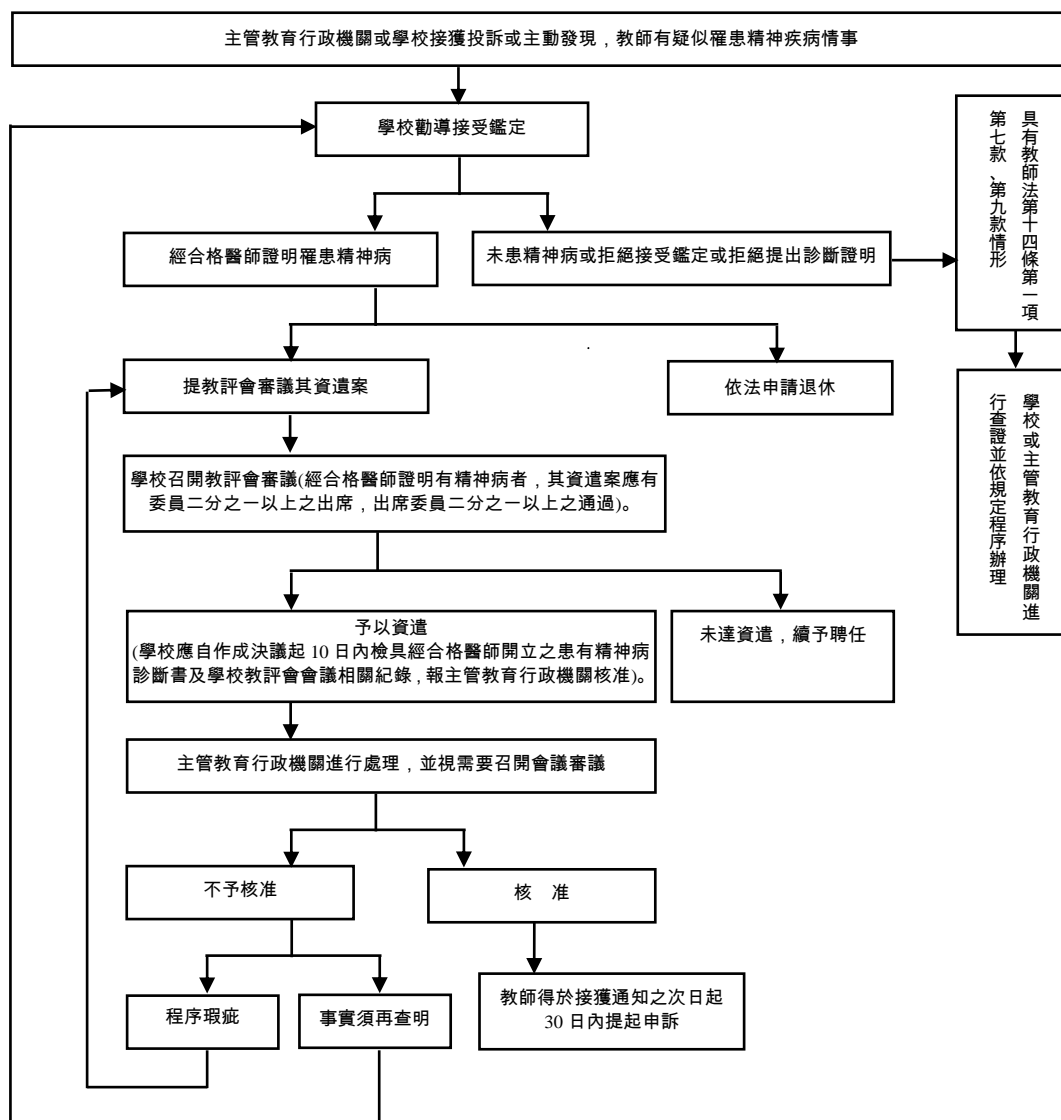 主管教育行政機關或學校接獲投訴或主動發現，教師有疑似罹患精神疾病情事
學校勸導接受鑑定
具有教師法第十四條第一項
第七款、第九款情形
經合格醫師證明罹患精神病
未患精神病或拒絕接受鑑定或拒絕提出診斷證明
提教評會審議其資遣案
依法申請退休
學校或主管教育行政機關進
行查證並依規定程序辦理
學校召開教評會審議(經合格醫師證明有精神病者，其資遣案應有
委員二分之一以上之出席，出席委員二分之一以上之通過)。
予以資遣
(學校應自作成決議起 10 日內檢具經合格醫師開立之患有精神病
診斷書及學校教評會會議相關紀錄，報主管教育行政機關核准)。
未達資遣，續予聘任
主管教育行政機關進行處理，並視需要召開會議審議
不予核准
核 准
程序瑕疵
事實須再查明
教師得於接獲通知之次日起
30 日內提起申訴